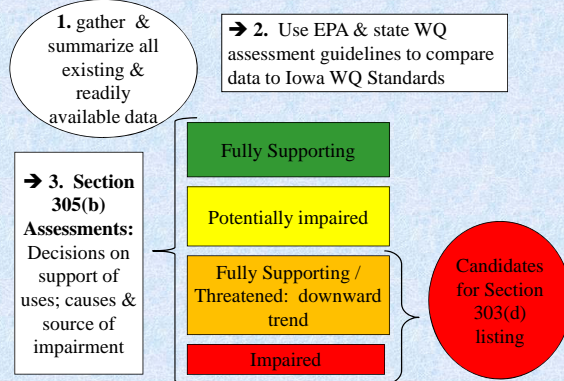 1. gather &
summarize all
existing &
readily
available data
→ 2. Use EPA & state WQ
assessment guidelines to compare
data to Iowa WQ Standards
→ 3. Section
305(b)
Assessments:
Decisions on
support of
uses; causes &
source of
impairment
Fully Supporting
Potentially impaired
Fully Supporting /
Threatened: downward
trend
Impaired
Candidates
for Section
303(d)
listing